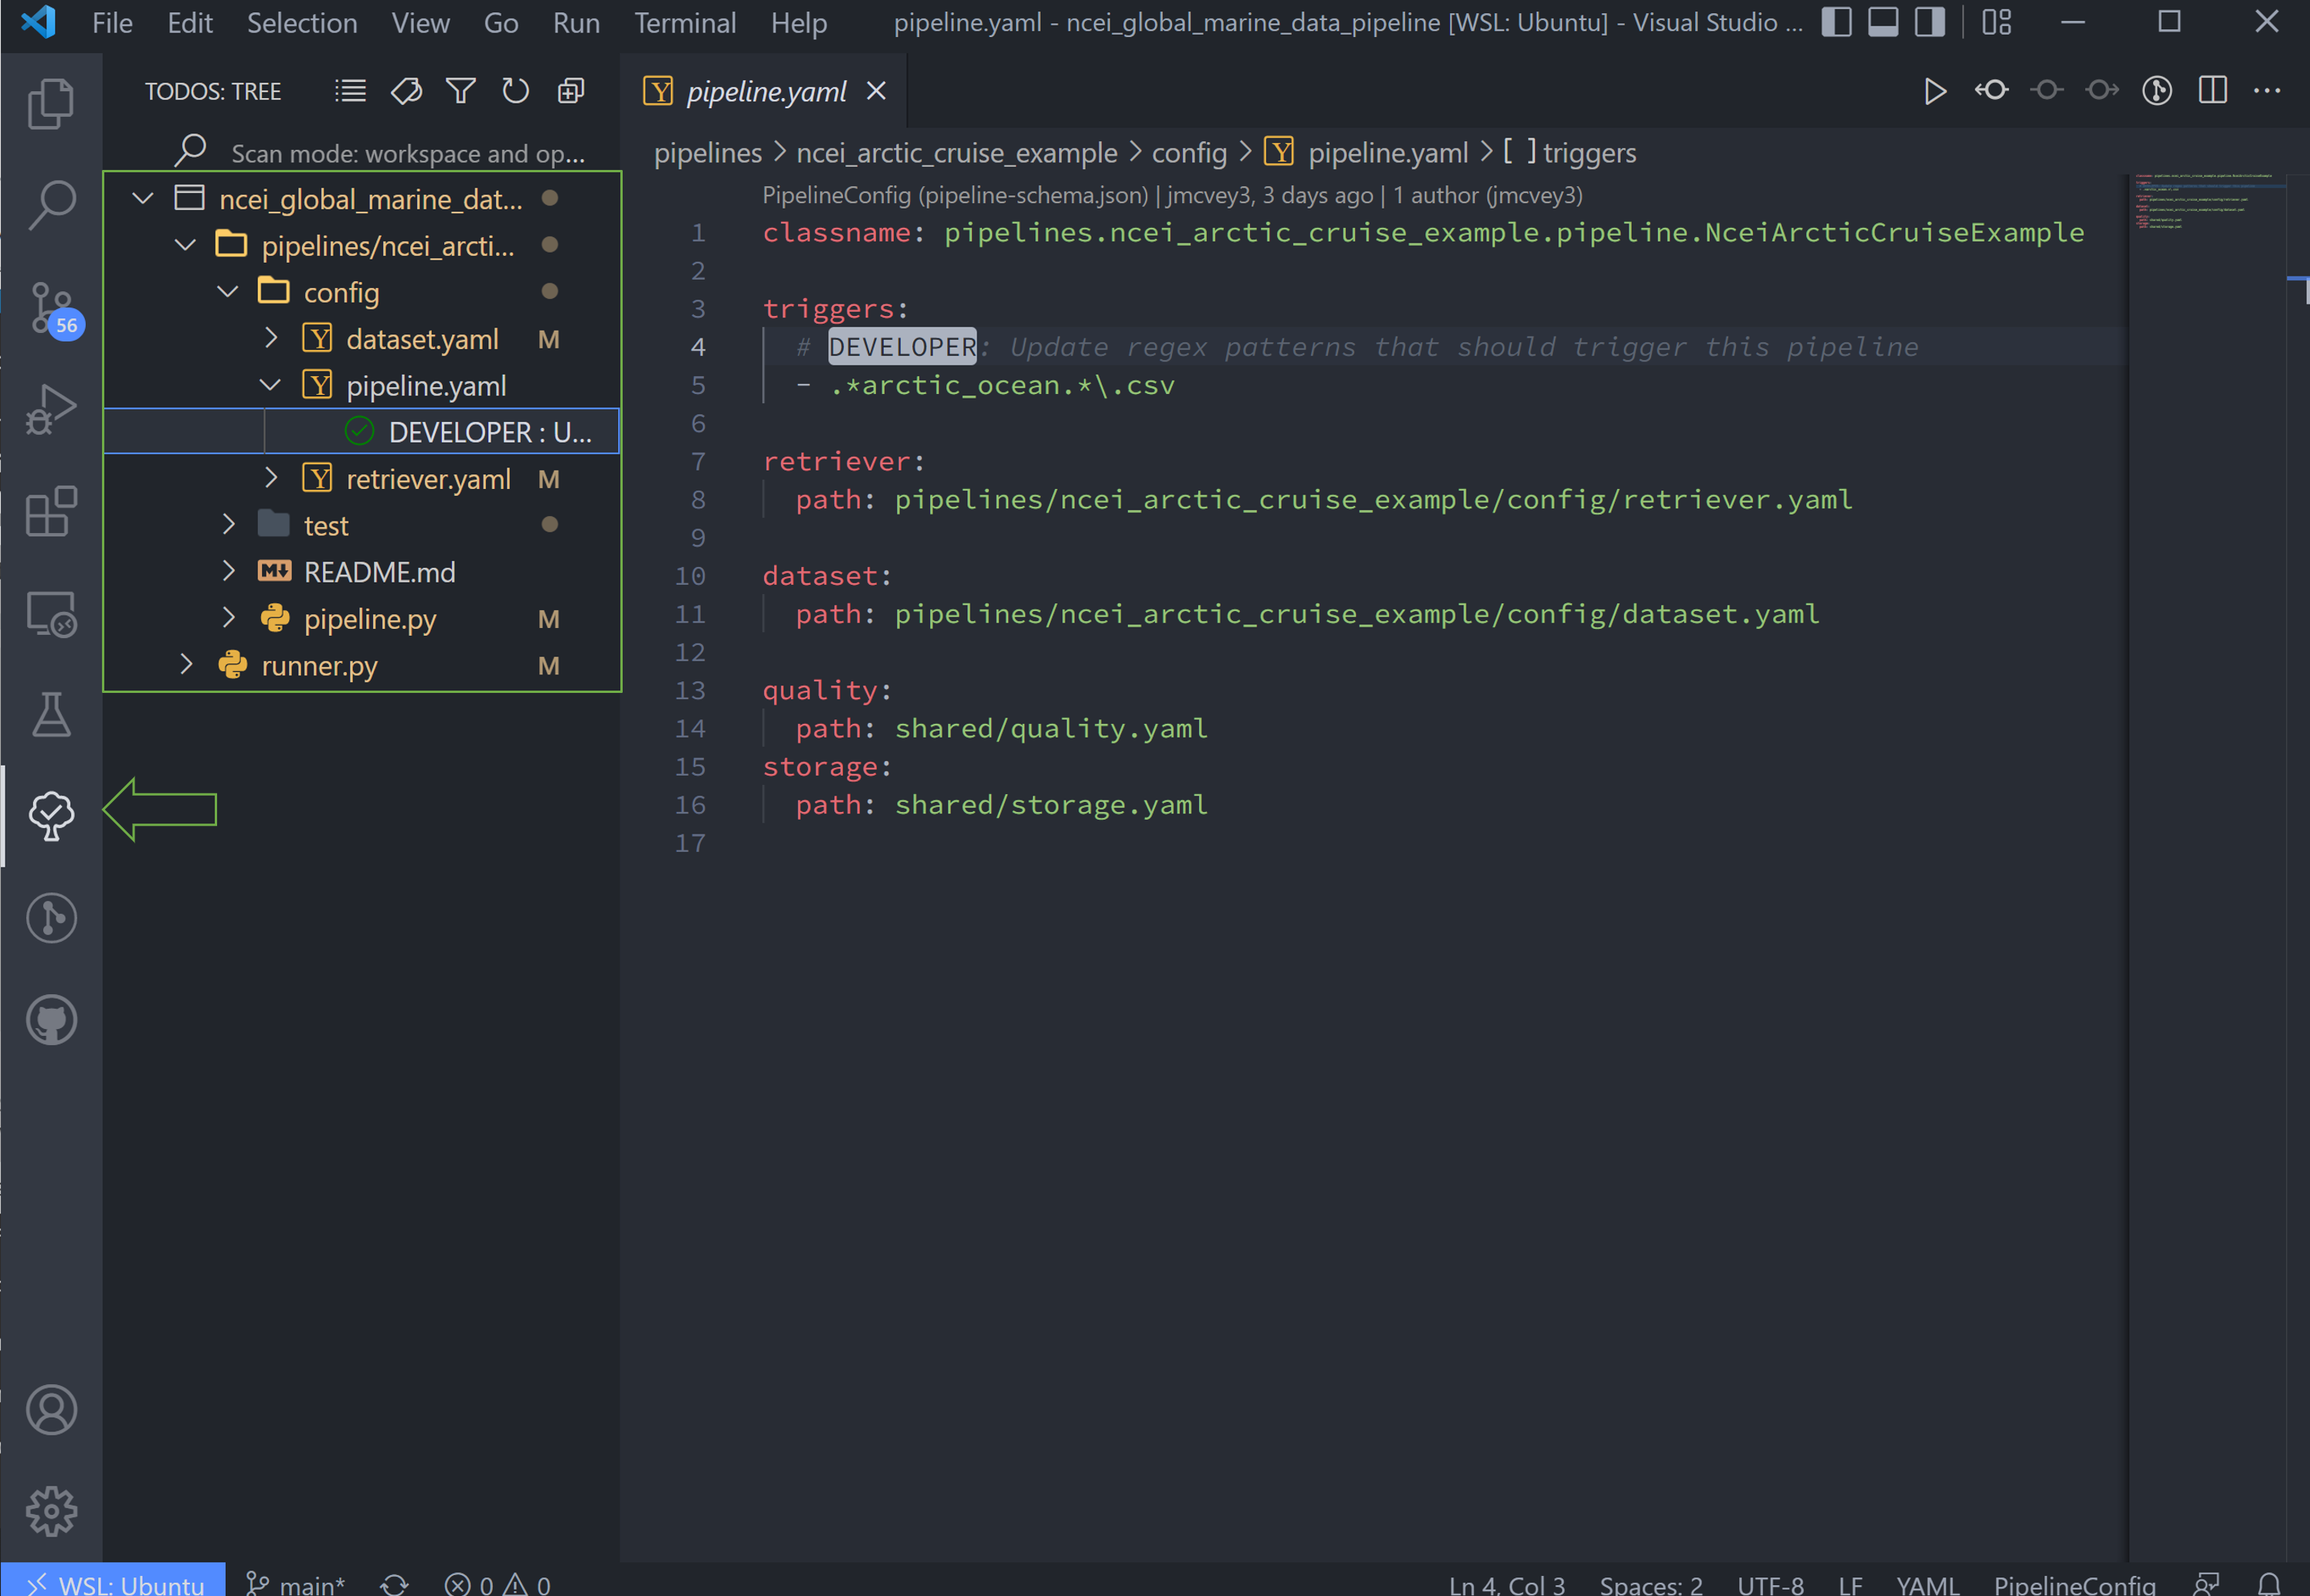 File Edit Selection View Go Run Terminal Help pipeline.yaml - ncei_global_marine_data_pipeline [WSL: Ubuntu] - Visual Studio ...
TODOS: TREE
Scan mode: workspace and op...
ncei_global_marine_dat...
pipelines/ncei_arcti...
config
dataset.yaml M
pipeline.yaml
DEVELOPER : U...
retriever.yaml M
test
README.md
pipeline.py M
runner.py M
56
pipeline.yaml
pipelines > ncei_arctic_cruise_example > config > pipeline.yaml > [ ] triggers
PipelineConfig (pipeline-schema.json) | jmcvey3, 3 days ago | 1 author (jmcvey3)
1 classname: pipelines.ncei_arctic_cruise_example.pipeline.NceiArcticCruiseExample
2
3 triggers:
4 # DEVELOPER: Update regex patterns that should trigger this pipeline
5 - .*arctic_ocean.*\.csv
6
7 retriever:
8 path: pipelines/ncei_arctic_cruise_example/config/retriever.yaml
9
10 dataset:
11 path: pipelines/ncei_arctic_cruise_example/config/dataset.yaml
12
13 quality:
14 path: shared/quality.yaml
15 storage:
16 path: shared/storage.yaml
17
WSL: Ubuntu main* 0 0 Ln 4, Col 3 Spaces: 2 UTF-8 LF YAML PipelineConfig